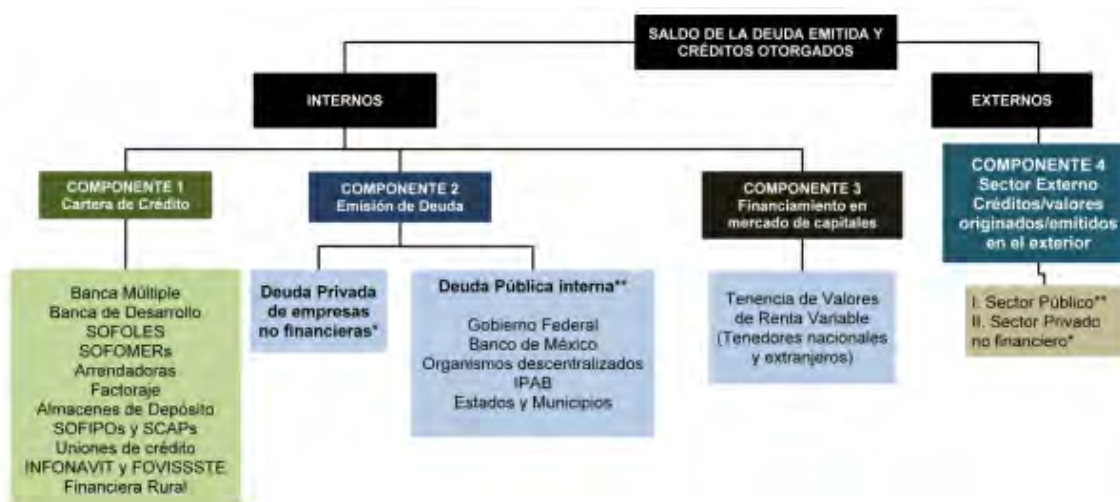 SALDO DE LA DEUDA EMITIDA Y
CRÉDITOS OTORGADOS
INTERNOS
EXTERNOS
COMPONENTE 1
Cartera de Crédito
COMPONENTE 2
Emisión de Deuda
COMPONENTE 3
Financiamiento en
mercado de capitales
COMPONENTE 4
Sector Externo
Créditos/valores
originados/emitidos
en el exterior
Banca Múltiple
Banca de Desarrollo
SOFOLES
SOFOMERs
Arrendadoras
Factoraje
Almacenes de Depósito
SOFIPOs y SCAPs
Uniones de crédito
INFONAVIT y FOVISSSTE
Financiera Rural
Deuda Privada
de empresas
no financieras*
Deuda Pública interna**
Gobierno Federal
Banco de México
Organismos descentralizados
IPAB
Estados y Municipios
Tenencia de Valores
de Renta Variable
(Tenedores nacionales
y extranjeros)
I. Sector Público**
II. Sector Privado
no financiero*